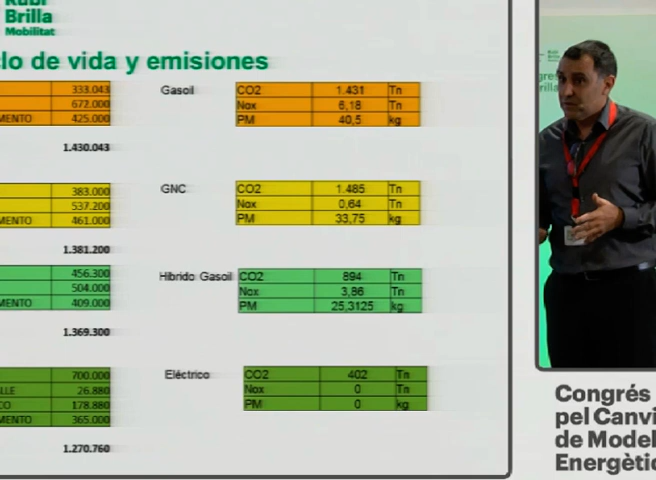 Rubí
Brilla
Mobilitat
clo de vida y emisiones
333.043 Gasoil CO2 1.431 Tn
672.000 Nox 6,18 Tn
MENTO 425.000 PM 40,5 kg
1.430.043
383.000 GNC CO2 1.485 Tn
537.200 Nox 0,64 Tn
MENTO 461.000 PM 33,75 kg
1.381.200
456.300 Híbrido Gasoil CO2 894 Tn
504.000 Nox 3,86 Tn
MENTO 409.000 PM 25,3125 kg
1.369.300
700.000 Eléctrico CO2 402 Tn
LLE 26.880 Nox 0 Tn
CO 178.880 PM 0 kg
MENTO 365.000
1.270.760
Congrés
pel Canvi
de Model
Energètic